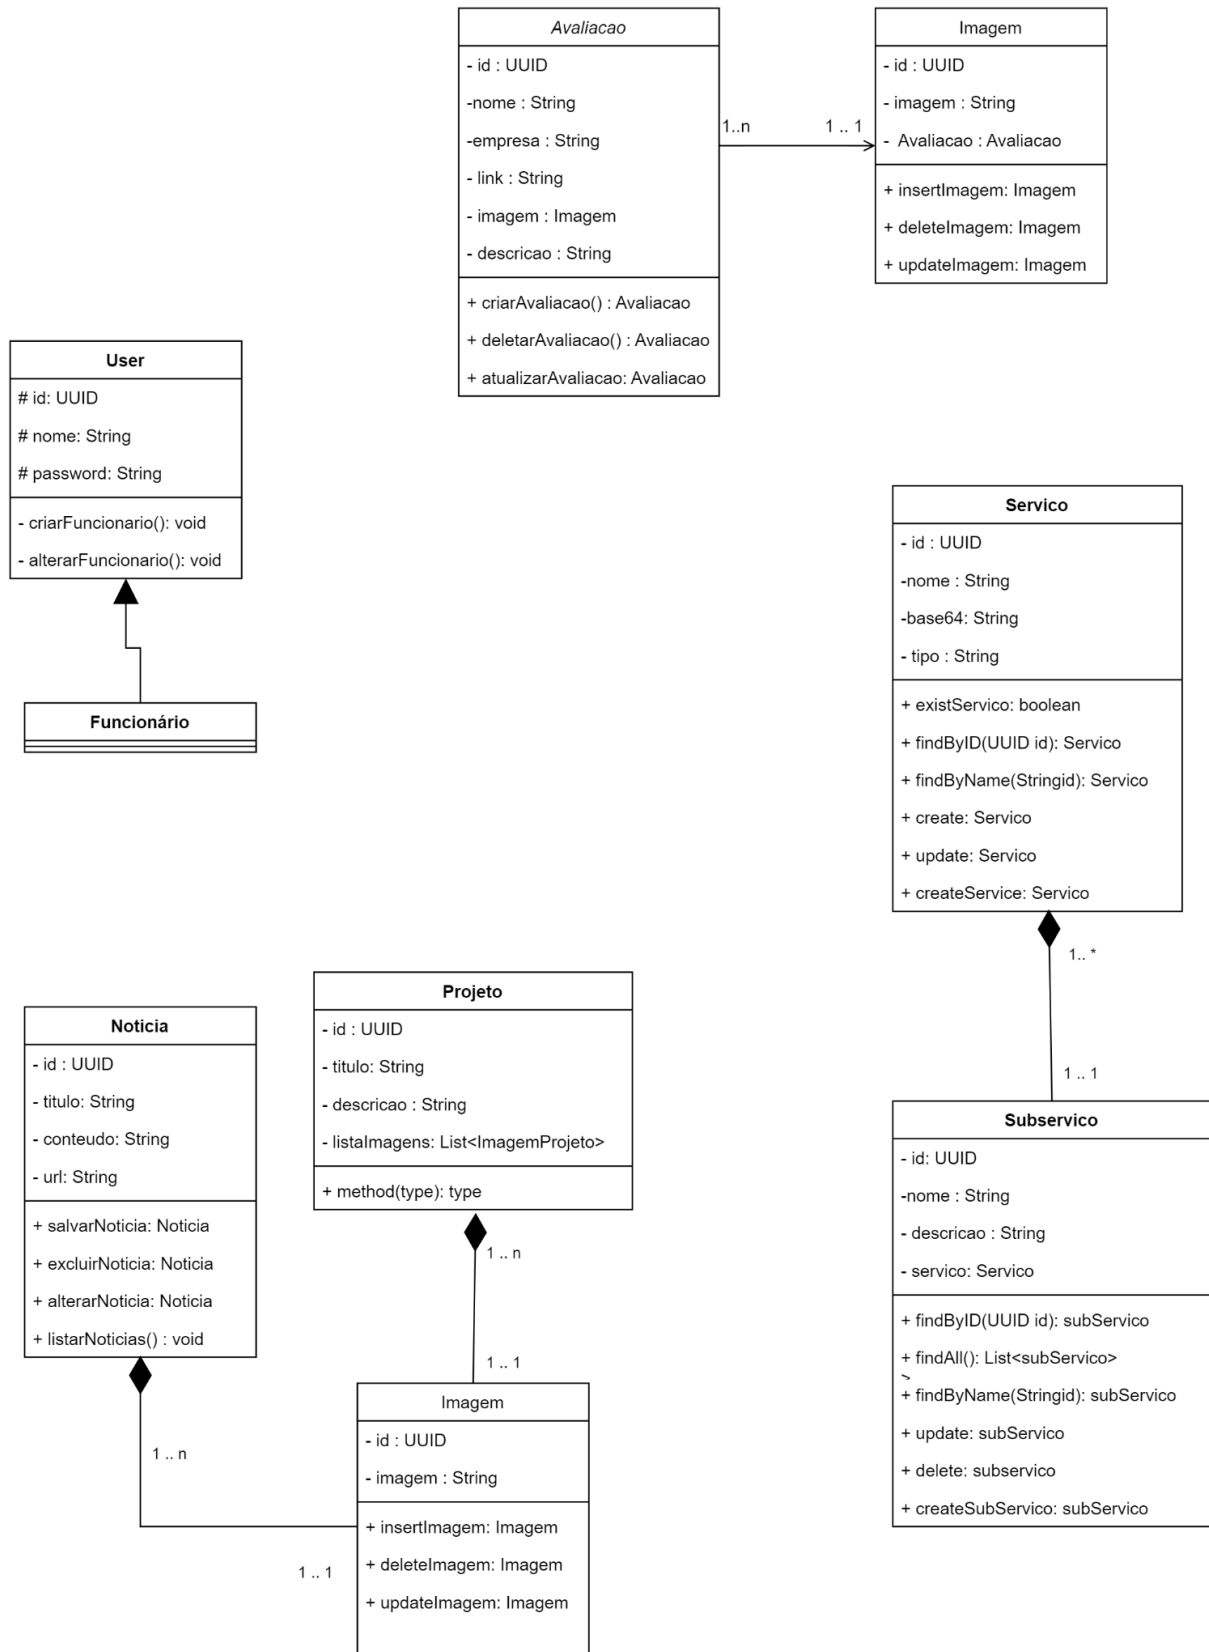 Avaliacao
- id : UUID
-nome : String
-empresa : String
- link : String
- imagem : Imagem
- descricao : String
+ criarAvaliacao() : Avaliacao
+ deletarAvaliacao() : Avaliacao
+ atualizarAvaliacao: Avaliacao
1..n
1 .. 1
Imagem
- id : UUID
- imagem : String
- Avaliacao : Avaliacao
+ insertImagem: Imagem
+ deleteImagem: Imagem
+ updateImagem: Imagem
User
# id: UUID
# nome: String
# password: String
- criarFuncionario(): void
- alterarFuncionario(): void
Funcionário
Servico
- id : UUID
-nome : String
-base64: String
- tipo : String
+ existServico: boolean
+ findByID(UUID id): Servico
+ findByName(Stringid): Servico
+ create: Servico
+ update: Servico
+ createService: Servico
1.. *
1 .. 1
Subservico
- id: UUID
-nome : String
- descricao : String
- servico: Servico
+ findByID(UUID id): subServico
+ findAll(): List<subServico>
>
+ findByName(Stringid): subServico
+ update: subServico
+ delete: subservico
+ createSubServico: subServico
Noticia
- id : UUID
- titulo: String
- conteudo: String
- url: String
+ salvarNoticia: Noticia
+ excluirNoticia: Noticia
+ alterarNoticia: Noticia
+ listarNoticias() : void
1 .. n
1 .. 1
Projeto
- id : UUID
- titulo: String
- descricao : String
- listaImagens: List<ImagemProjeto>
+ method(type): type
1 .. n
1 .. 1
Imagem
- id : UUID
- imagem : String
+ insertImagem: Imagem
+ deleteImagem: Imagem
+ updateImagem: Imagem